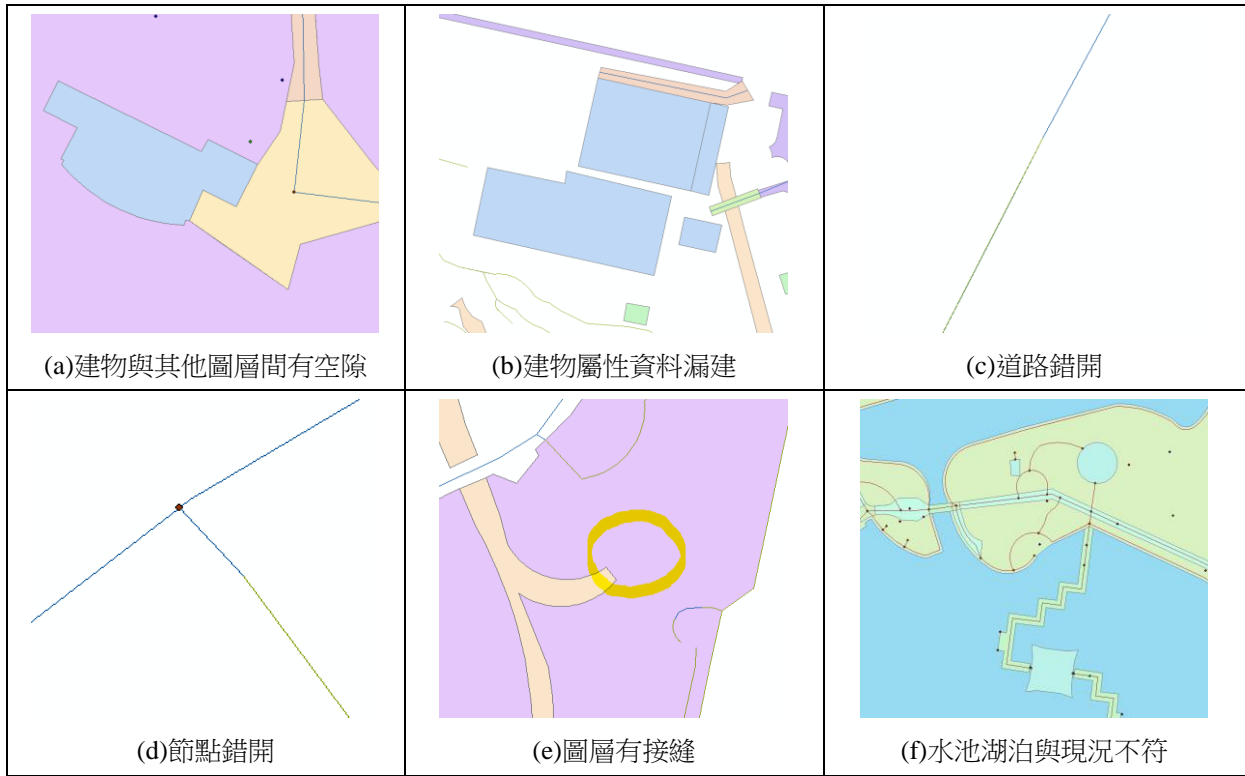 (a)建物與其他圖層間有空隙
(b)建物屬性資料漏建
(c)道路錯開
(d)節點錯開
(e)圖層有接縫
(f)水池湖泊與現況不符